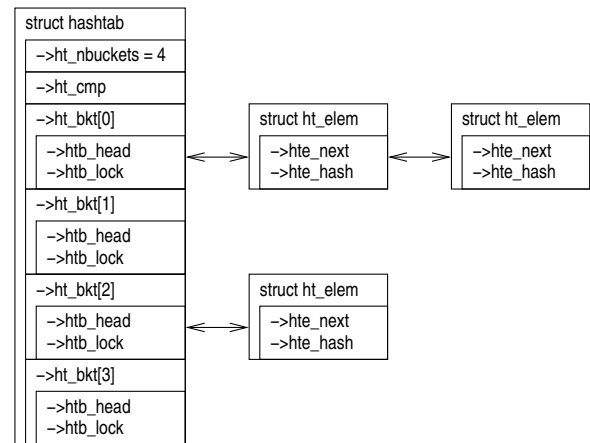 struct hashtab
–>ht_nbuckets = 4
–>ht_cmp
–>ht_bkt[0]
–>htb_head
–>htb_lock
struct ht_elem
–>hte_next
–>hte_hash
struct ht_elem
–>hte_next
–>hte_hash
–>ht_bkt[1]
–>htb_head
–>htb_lock
–>ht_bkt[2]
–>htb_head
–>htb_lock
struct ht_elem
–>hte_next
–>hte_hash
–>ht_bkt[3]
–>htb_head
–>htb_lock